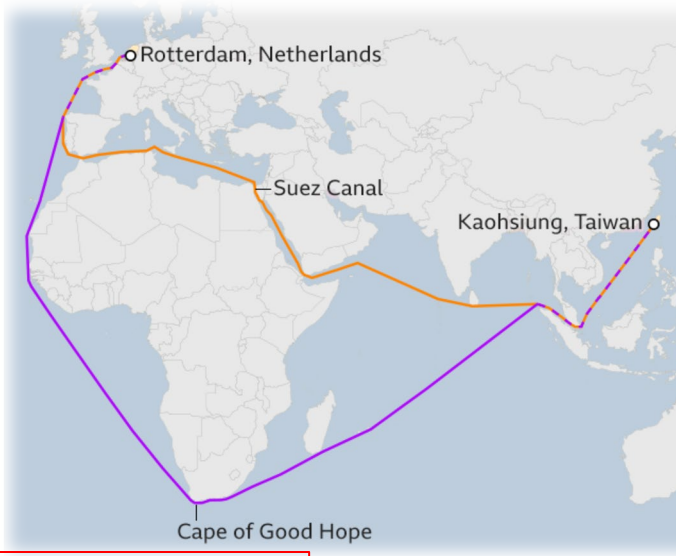 Rotterdam, Netherlands
Suez Canal
Kaohsiung, Taiwan
Cape of Good Hope